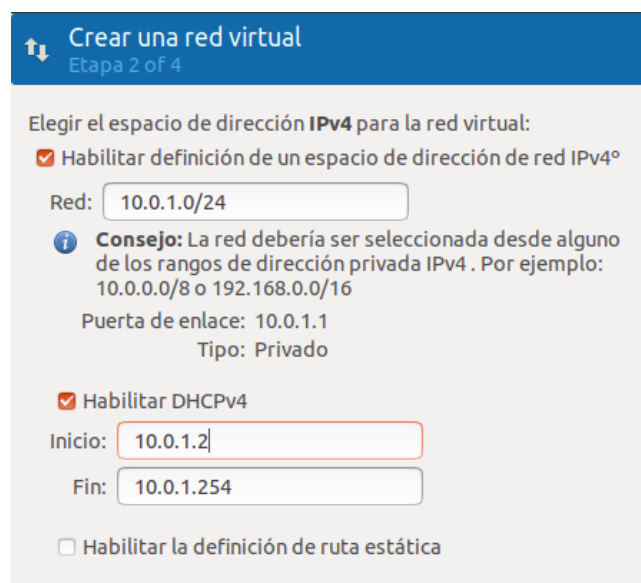 Crear una red virtual
Etapa 2 of 4
Elegir el espacio de dirección IPv4 para la red virtual:
Habilitar definición de un espacio de dirección de red IPv4º
Red: 10.0.1.0/24
Consejo: La red debería ser seleccionada desde alguno
de los rangos de dirección privada IPv4 . Por ejemplo:
10.0.0.0/8 o 192.168.0.0/16
Puerta de enlace: 10.0.1.1
Tipo: Privado
Habilitar DHCPv4
Inicio: 10.0.1.2
Fin: 10.0.1.254
Habilitar la definición de ruta estática